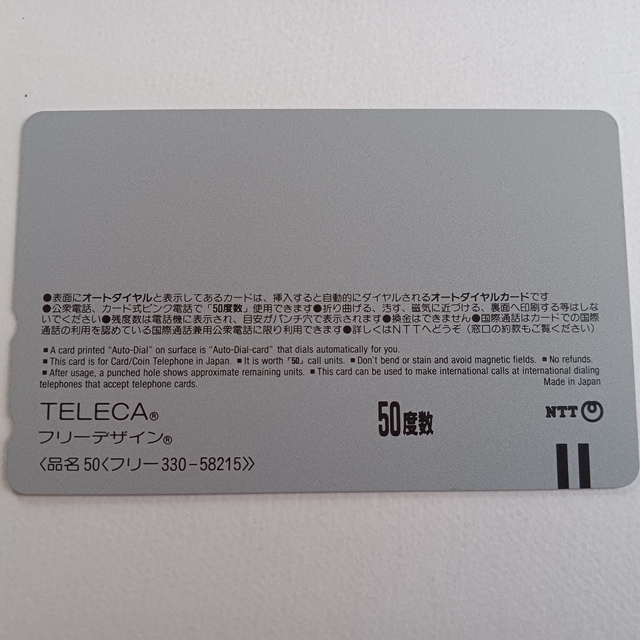 ●表面にオートダイヤルと表示してあるカードは、挿入すると自動的にダイヤルされるオートダイヤルカードです
●公衆電話、カード式ピンク電話で「50度数」使用できます●折り曲げる、汚す、磁気に近づける、裏面へ印刷する等はしな
いでください●残度数は電話機に表示され、目安がパンチ穴で表示されます●換金はできません●国際通話はカードでの国際
通話の利用を認めている国際通話兼用公衆電話に限り利用できます●詳しくはNTTへどうぞ（窓口の約款もご覧ください）
■ A card printed "Auto-Dial" on surface is "Auto-Dial-card" that dials automatically for you.
■ This card is for Card/Coin Telephone in Japan. ■ It is worth「50」call units. ■ Don't bend or stain and avoid magnetic fields. ■ No refunds.
■ After usage, a punched hole shows approximate remaining units. ■ This card can be used to make international calls at international dialing
telephones that accept telephone cards.
Made in Japan
TELECA®
フリーデザイン®
50度数
NTT
〈品名 50〈フリー330-58215〉〉